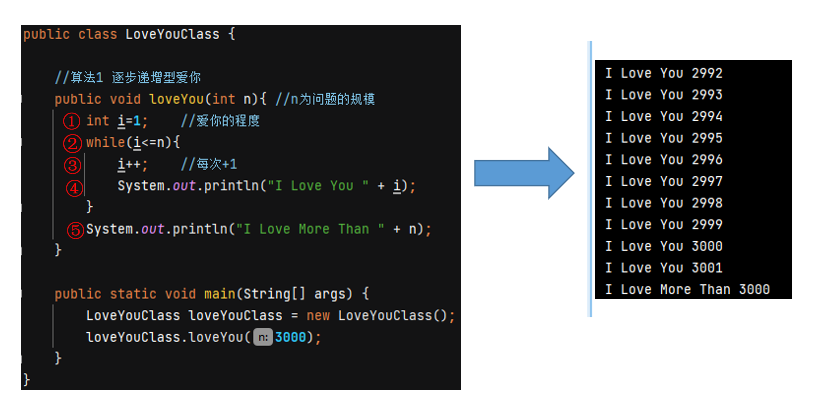 public class LoveYouClass {
//算法1 逐步递增型爱你
public void loveYou(int n){ //n为问题的规模
① int i=1; //爱你的程度
② while(i<=n){
③ i++; //每次+1
④ System.out.println("I Love You " + i);
}
⑤ System.out.println("I Love More Than " + n);
}
public static void main(String[] args) {
LoveYouClass loveYouClass = new LoveYouClass();
loveYouClass.loveYou( n: 3000);
}
}
I Love You 2992
I Love You 2993
I Love You 2994
I Love You 2995
I Love You 2996
I Love You 2997
I Love You 2998
I Love You 2999
I Love You 3000
I Love You 3001
I Love More Than 3000